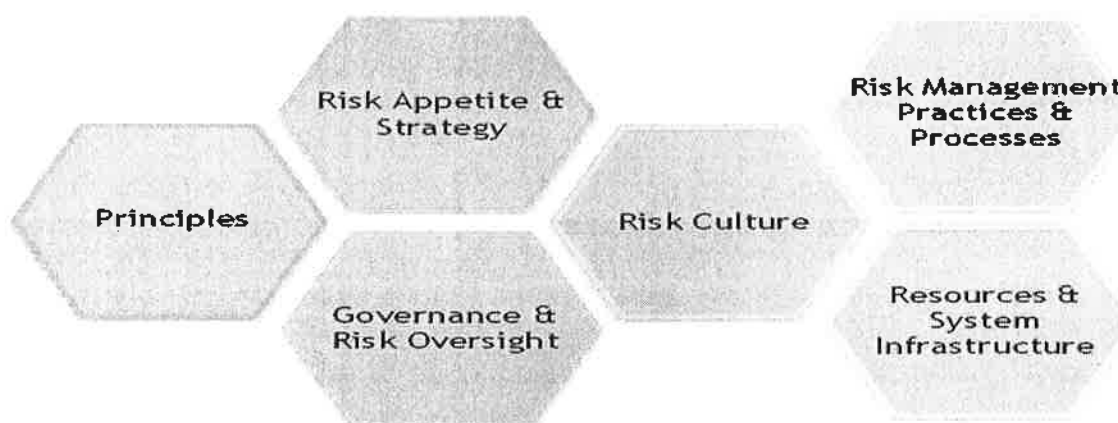 Principles
Risk Appetite &
Strategy
Governance &
Risk Oversight
Risk Culture
Risk Management
Practices &
Processes
Resources &
System
Infrastructure